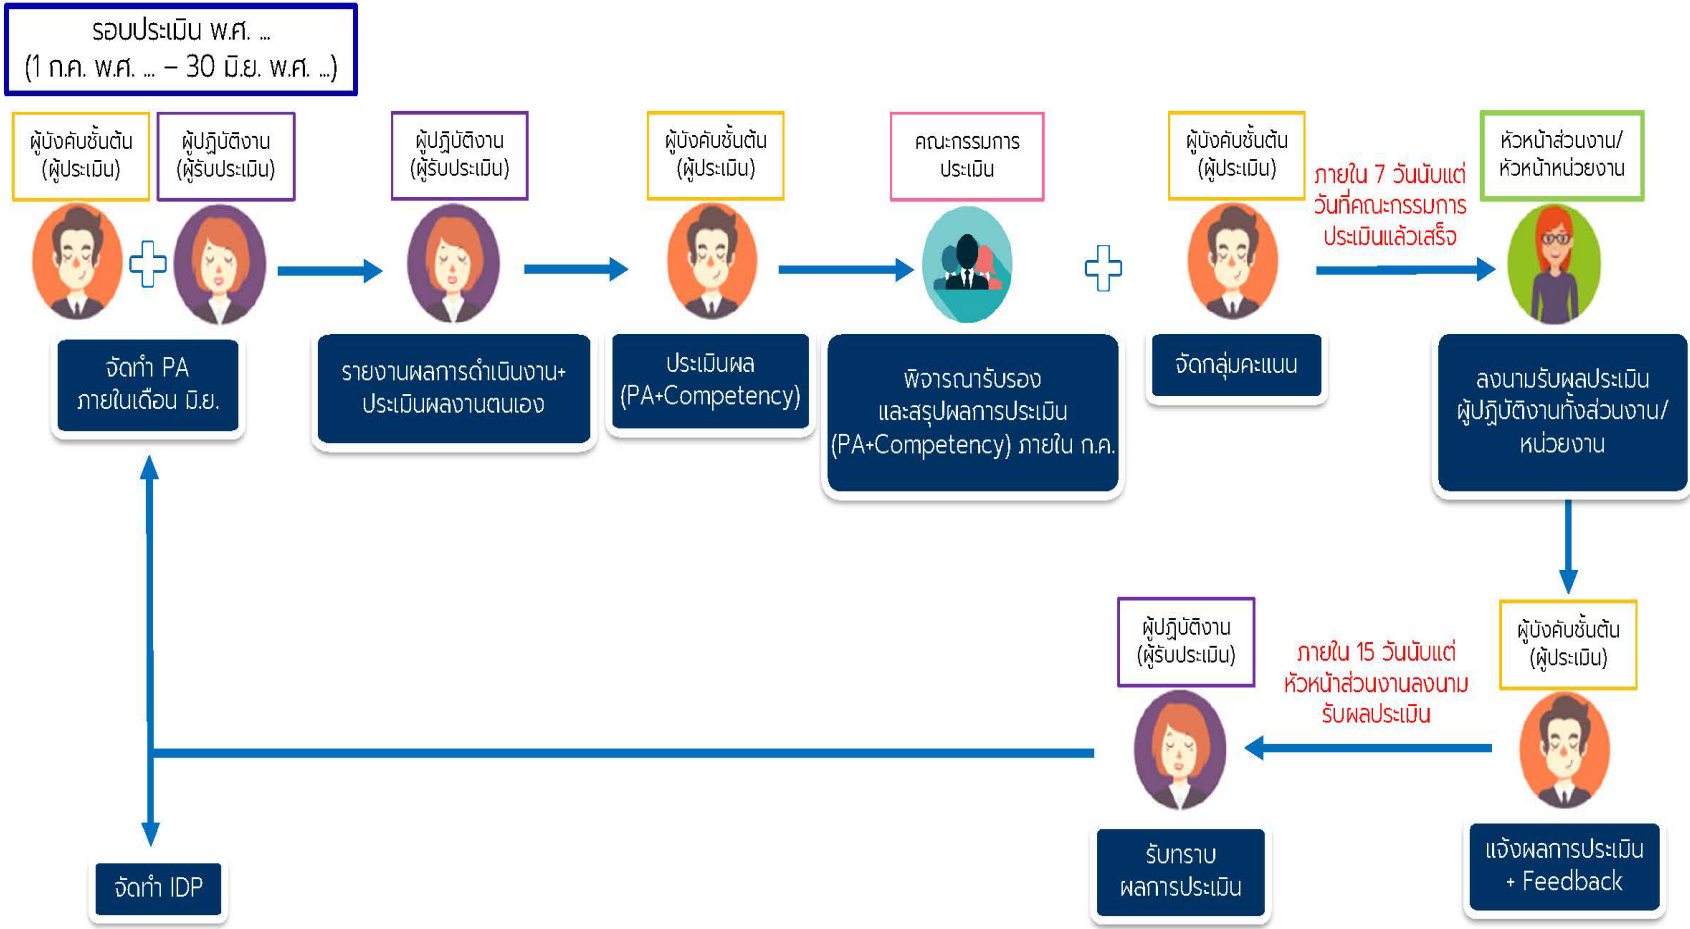 รอบประเมิน พ.ศ. ...
(1 ก.ค. พ.ศ. ... – 30 มิ.ย. พ.ศ. ...)
ผู้บังคับชั้นต้น
(ผู้ประเมิน)
ผู้ปฏิบัติงาน
(ผู้รับประเมิน)
ผู้ปฏิบัติงาน
(ผู้รับประเมิน)
ผู้บังคับชั้นต้น
(ผู้ประเมิน)
คณะกรรมการ
ประเมิน
ผู้บังคับชั้นต้น
(ผู้ประเมิน)
ภายใน 7 วันนับแต่
วันที่คณะกรรมการ
ประเมินแล้วเสร็จ
หัวหน้าส่วนงาน/
หัวหน้าหน่วยงาน
จัดทำ PA
ภายในเดือน มิ.ย.
รายงานผลการดำเนินงาน+
ประเมินผลงานตนเอง
ประเมินผล
(PA+Competency)
พิจารณารับรอง
และสรุปผลการประเมิน
(PA+Competency) ภายใน ก.ค.
จัดกลุ่มคะแนน
ลงนามรับผลประเมิน
ผู้ปฏิบัติงานทั้งส่วนงาน/
หน่วยงาน
ผู้บังคับชั้นต้น
(ผู้ประเมิน)
ภายใน 15 วันนับแต่
หัวหน้าส่วนงานลงนาม
รับผลประเมิน
ผู้ปฏิบัติงาน
(ผู้รับประเมิน)
แจ้งผลการประเมิน
+ Feedback
รับทราบ
ผลการประเมิน
จัดทำ IDP